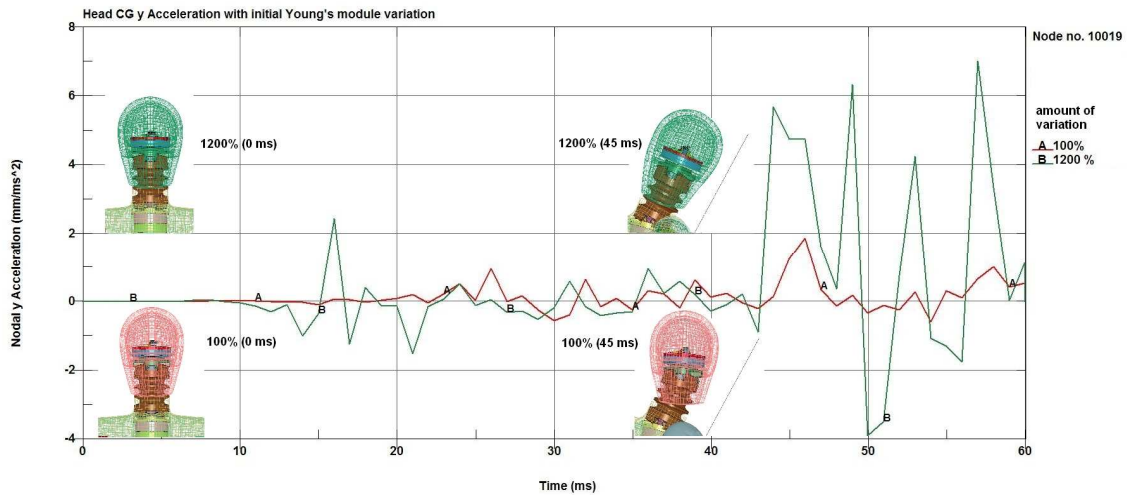 Head CG y Acceleration with initial Young's module variation
8
6
4
2
0
-2
-4
Nodal y Acceleration (mm/ms^2)
1200% (0 ms)
1200% (45 ms)
100% (0 ms)
100% (45 ms)
B
A
B
A
B
A
B
A
B
A
0
10
20
30
40
50
60
Time (ms)
Node no. 10019
amount of
variation
A 100%
B 1200 %